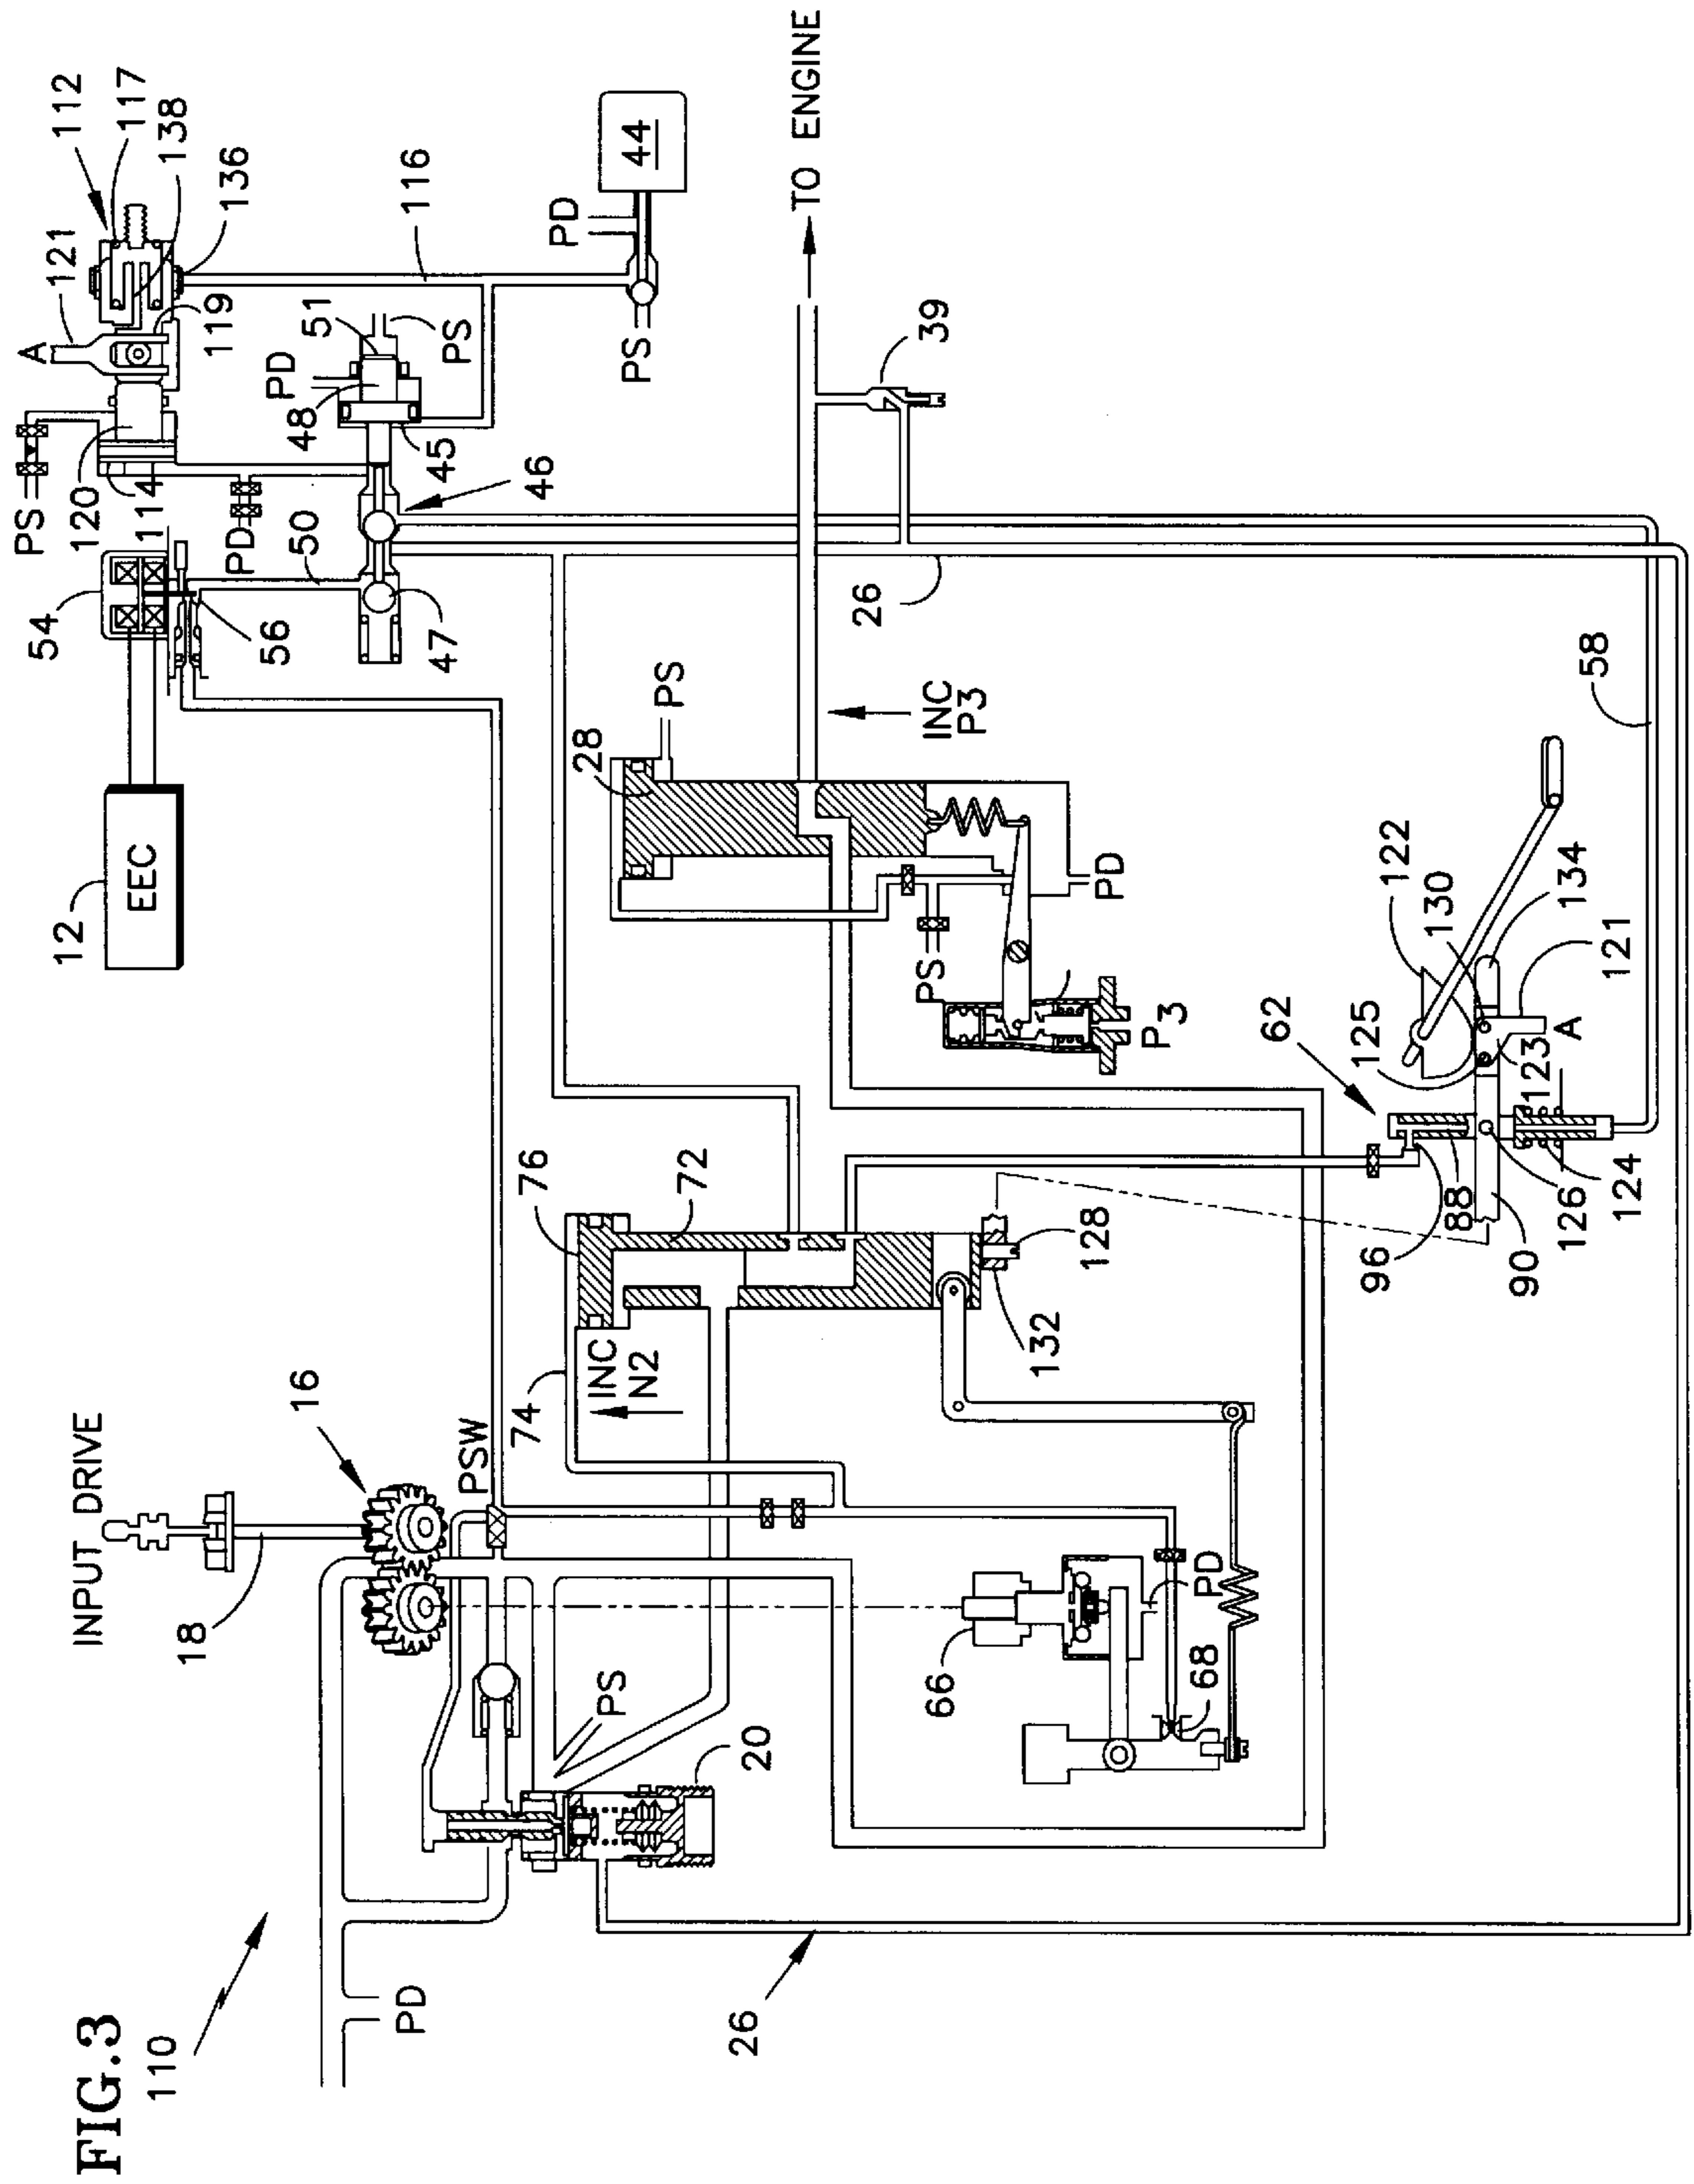 FIG.3
110
INPUT DRIVE
18
16
PD
PSW
PS
20
26
12
EEC
54
56
50
47
46
PD
PS
120
114
A
121
112
117
138
119
136
116
PD
48
51
PS
45
PD
44
PS
TO ENGINE
39
26
28
PS
INC
P3
PS
PD
P3
76
72
74
INC
N2
128
132
66
PD
68
58
62
122
130
134
125
121
123
A
96
88
90
126
124